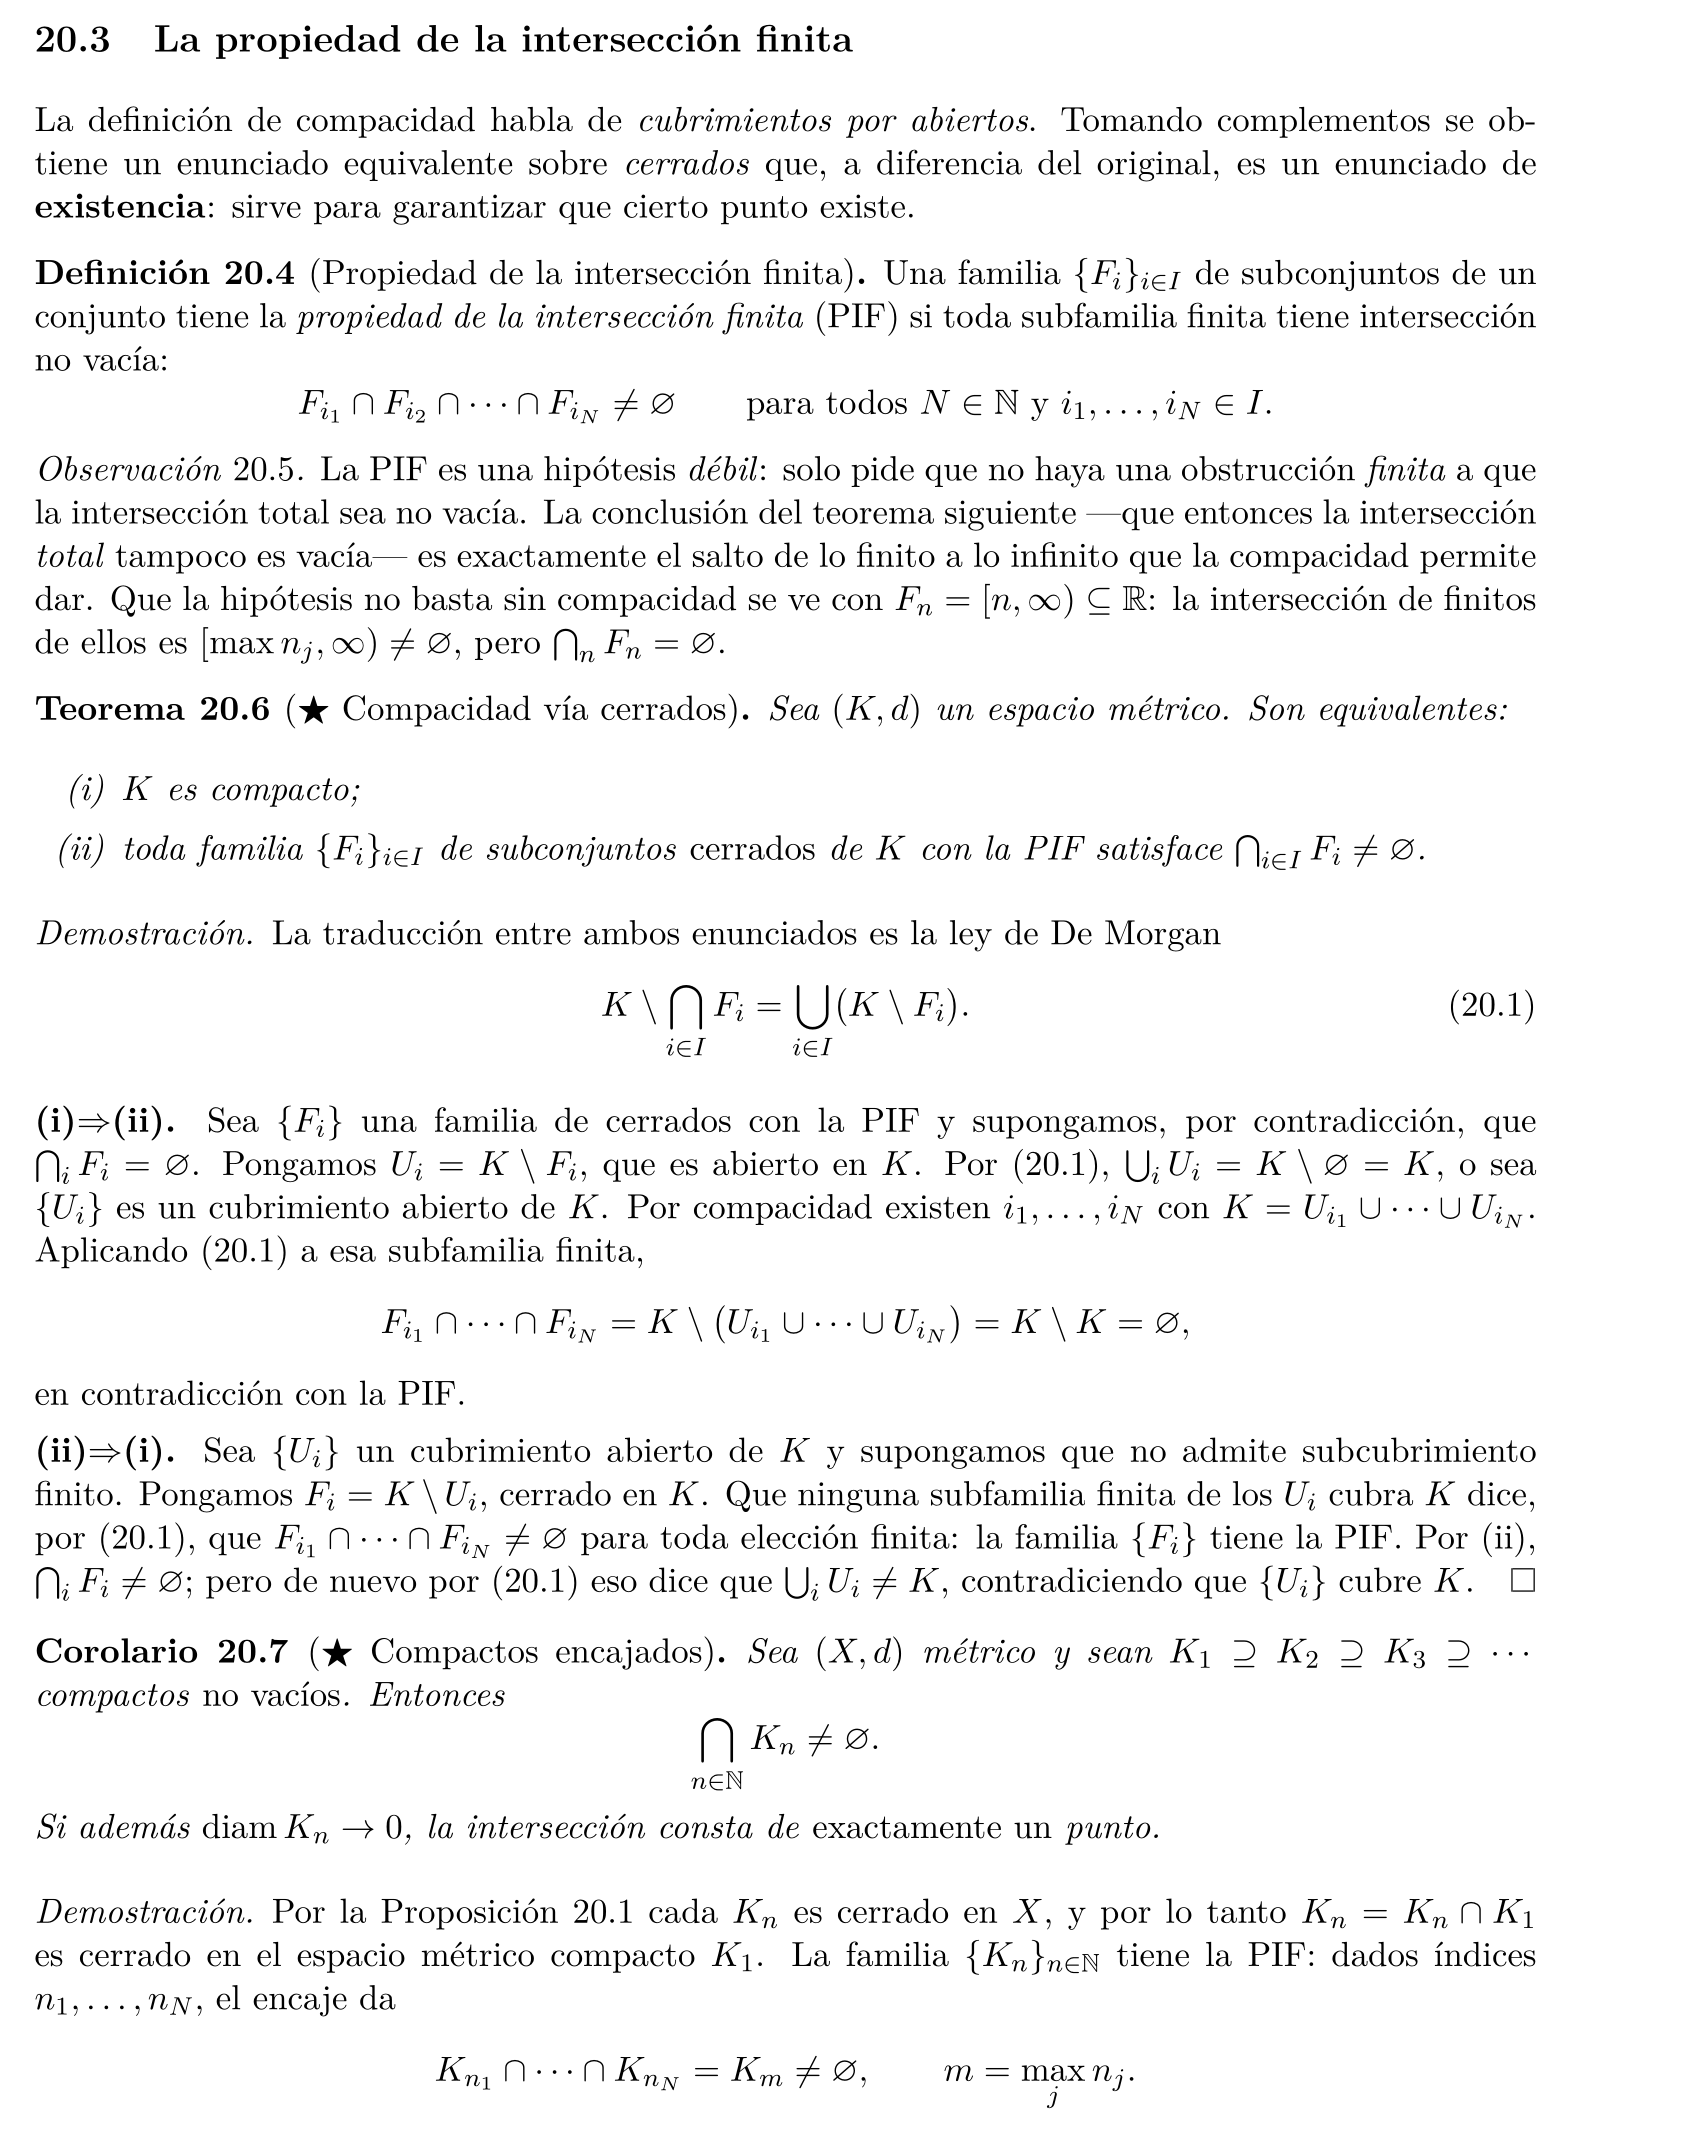 20.3 La propiedad de la intersección finita
La definición de compacidad habla de cubrimientos por abiertos. Tomando complementos se ob-
tiene un enunciado equivalente sobre cerrados que, a diferencia del original, es un enunciado de
existencia: sirve para garantizar que cierto punto existe.
Definición 20.4 (Propiedad de la intersección finita). Una familia {F_i}_{i∈I} de subconjuntos de un
conjunto tiene la propiedad de la intersección finita (PIF) si toda subfamilia finita tiene intersección
no vacía:
F_{i_1} ∩ F_{i_2} ∩ ⋯ ∩ F_{i_N} ≠ ∅ para todos N ∈ ℕ y i_1, …, i_N ∈ I.
Observación 20.5. La PIF es una hipótesis débil: solo pide que no haya una obstrucción finita a que
la intersección total sea no vacía. La conclusión del teorema siguiente —que entonces la intersección
total tampoco es vacía— es exactamente el salto de lo finito a lo infinito que la compacidad permite
dar. Que la hipótesis no basta sin compacidad se ve con F_n = [n, ∞) ⊆ ℝ: la intersección de finitos
de ellos es [max n_j, ∞) ≠ ∅, pero ⋂_n F_n = ∅.
Teorema 20.6 (★ Compacidad vía cerrados). Sea (K, d) un espacio métrico. Son equivalentes:
(i) K es compacto;
(ii) toda familia {F_i}_{i∈I} de subconjuntos cerrados de K con la PIF satisface ⋂_{i∈I} F_i ≠ ∅.
Demostración. La traducción entre ambos enunciados es la ley de De Morgan
K \ ⋂_{i∈I} F_i = ⋃_{i∈I} (K \ F_i). (20.1)
(i)⇒(ii). Sea {F_i} una familia de cerrados con la PIF y supongamos, por contradicción, que
⋂_i F_i = ∅. Pongamos U_i = K \ F_i, que es abierto en K. Por (20.1), ⋃_i U_i = K \ ∅ = K, o sea
{U_i} es un cubrimiento abierto de K. Por compacidad existen i_1, …, i_N con K = U_{i_1} ∪ ⋯ ∪ U_{i_N}.
Aplicando (20.1) a esa subfamilia finita,
F_{i_1} ∩ ⋯ ∩ F_{i_N} = K \ (U_{i_1} ∪ ⋯ ∪ U_{i_N}) = K \ K = ∅,
en contradicción con la PIF.
(ii)⇒(i). Sea {U_i} un cubrimiento abierto de K y supongamos que no admite subcubrimiento
finito. Pongamos F_i = K \ U_i, cerrado en K. Que ninguna subfamilia finita de los U_i cubra K dice,
por (20.1), que F_{i_1} ∩ ⋯ ∩ F_{i_N} ≠ ∅ para toda elección finita: la familia {F_i} tiene la PIF. Por (ii),
⋂_i F_i ≠ ∅; pero de nuevo por (20.1) eso dice que ⋃_i U_i ≠ K, contradiciendo que {U_i} cubre K. □
Corolario 20.7 (★ Compactos encajados). Sea (X, d) métrico y sean K_1 ⊇ K_2 ⊇ K_3 ⊇ ⋯
compactos no vacíos. Entonces
⋂_{n∈ℕ} K_n ≠ ∅.
Si además diam K_n → 0, la intersección consta de exactamente un punto.
Demostración. Por la Proposición 20.1 cada K_n es cerrado en X, y por lo tanto K_n = K_n ∩ K_1
es cerrado en el espacio métrico compacto K_1. La familia {K_n}_{n∈ℕ} tiene la PIF: dados índices
n_1, …, n_N, el encaje da
K_{n_1} ∩ ⋯ ∩ K_{n_N} = K_m ≠ ∅, m = max_j n_j.